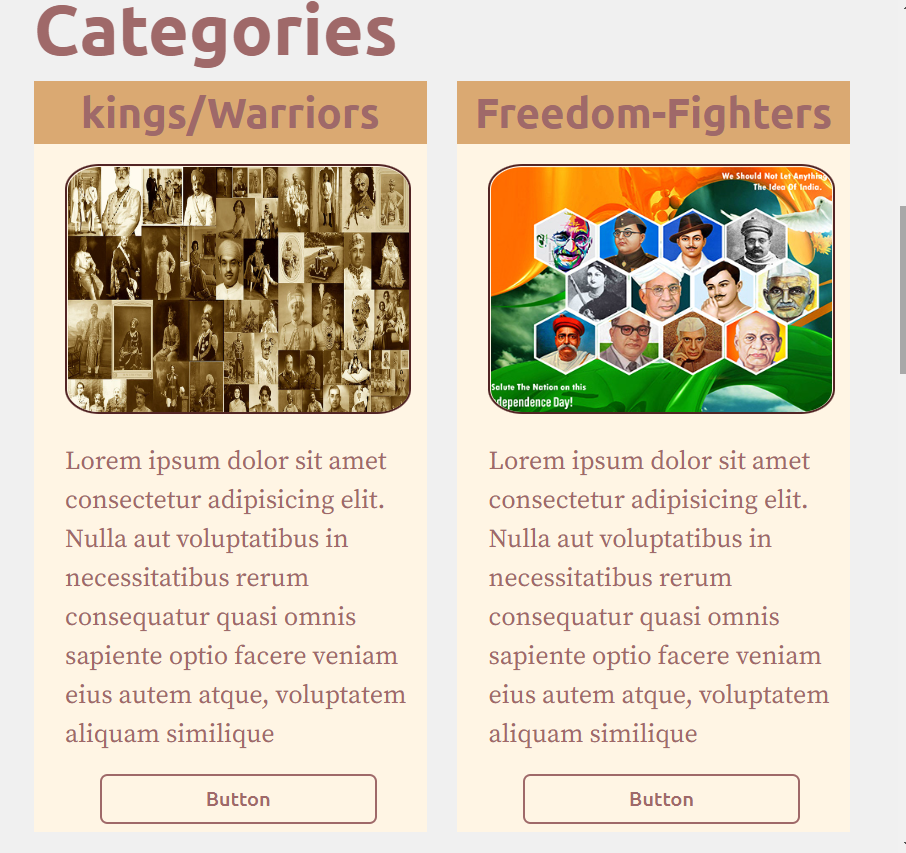 Categories
kings/Warriors
Lorem ipsum dolor sit amet
consectetur adipisicing elit.
Nulla aut voluptatibus in
necessitatibus rerum
consequatur quasi omnis
sapiente optio facere veniam
eius autem atque, voluptatem
aliquam similique
Button
Freedom-Fighters
We Should Not Let Anything
The Idea Of India.
Salute The Nation on this
dependence Day!
Lorem ipsum dolor sit amet
consectetur adipisicing elit.
Nulla aut voluptatibus in
necessitatibus rerum
consequatur quasi omnis
sapiente optio facere veniam
eius autem atque, voluptatem
aliquam similique
Button